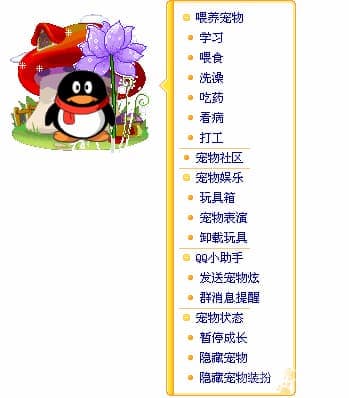 喂养宠物
学习
喂食
洗澡
吃药
看病
打工
宠物社区
宠物娱乐
玩具箱
宠物表演
卸载玩具
QQ小助手
发送宠物炫
群消息提醒
宠物状态
暂停成长
隐藏宠物
隐藏宠物装扮